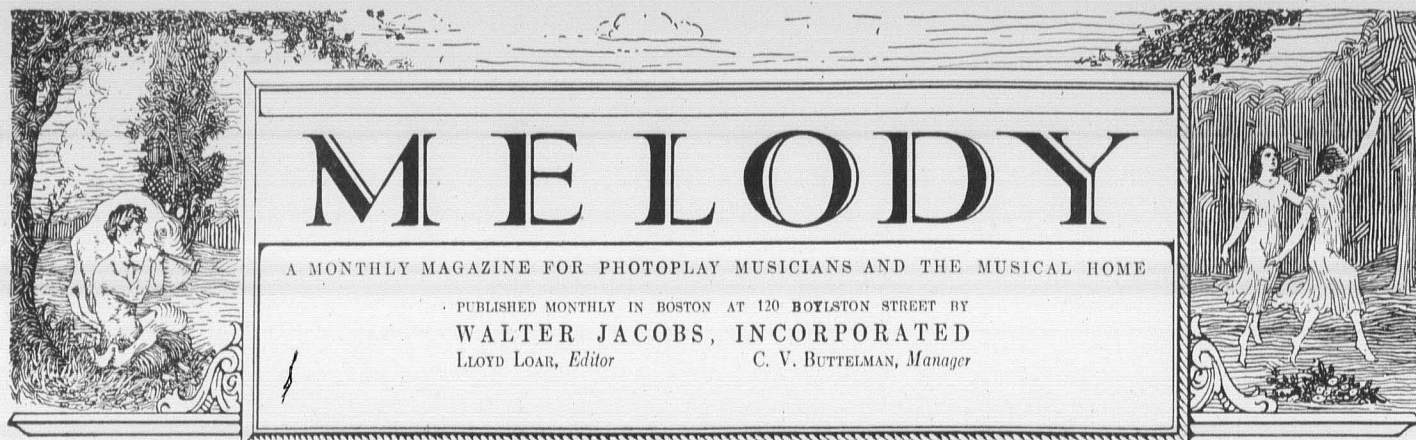 MELODY
A MONTHLY MAGAZINE FOR PHOTOPLAY MUSICIANS AND THE MUSICAL HOME
PUBLISHED MONTHLY IN BOSTON AT 120 BOYLSTON STREET BY
WALTER JACOBS, INCORPORATED
LLOYD LOAR, Editor C. V. BUTTELMAN, Manager